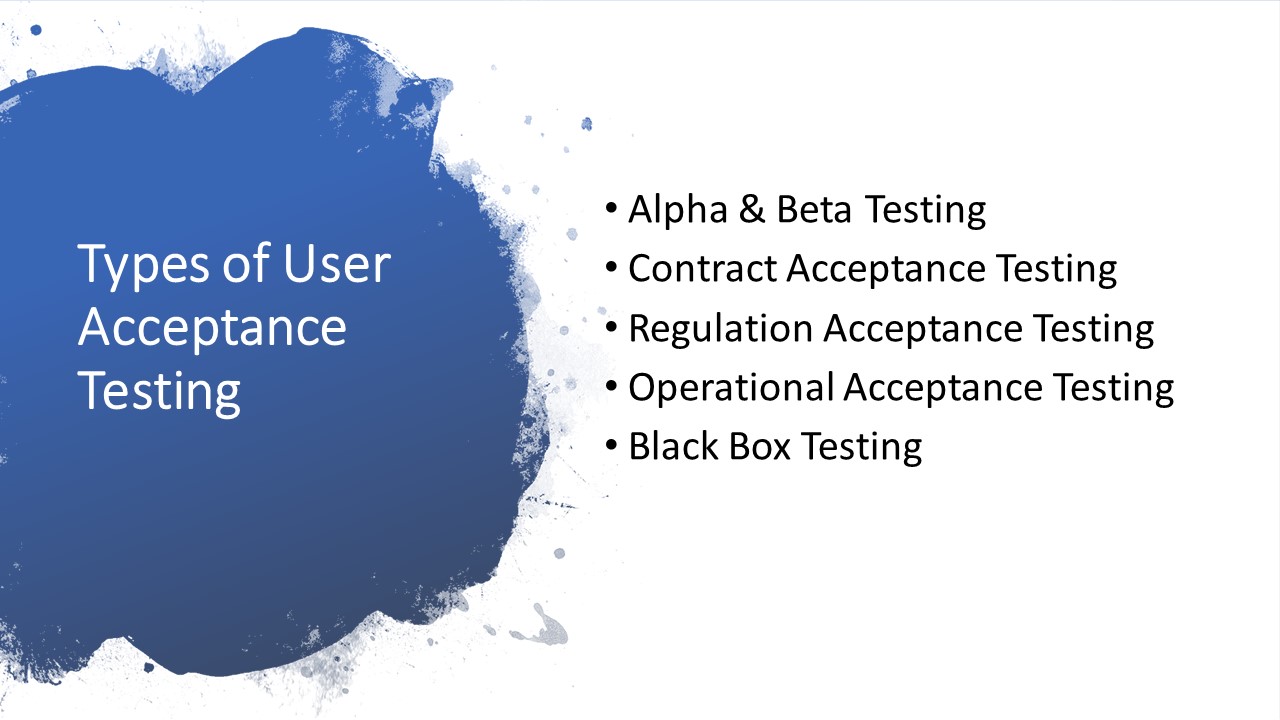 Types of User
Acceptance
Testing
• Alpha & Beta Testing
• Contract Acceptance Testing
• Regulation Acceptance Testing
• Operational Acceptance Testing
• Black Box Testing